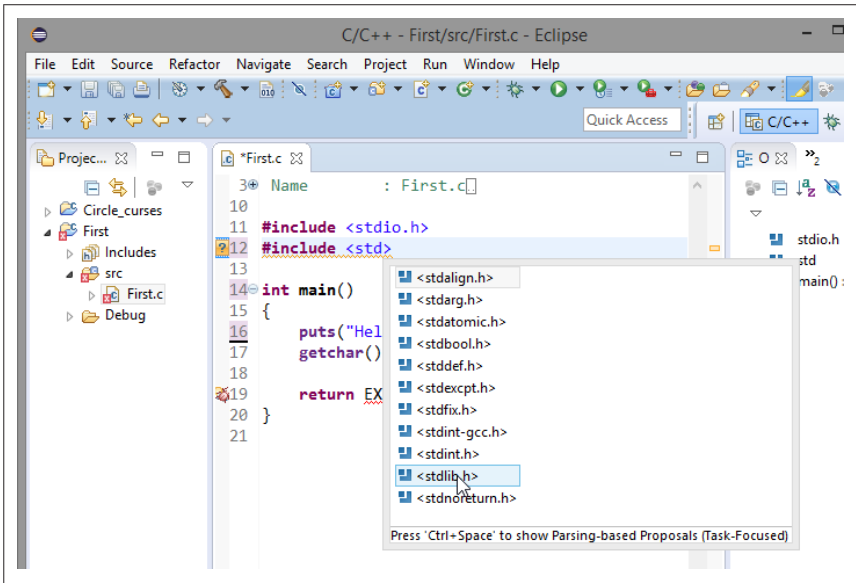 C/C++ - First/src/First.c - Eclipse
File Edit Source Refactor Navigate Search Project Run Window Help
010
Quick Access
C/C++
Projec...
*First.c
O
»2
Circle_curses
First
Includes
src
First.c
Debug
3 Name : First.c
10
11 #include <stdio.h>
12 #include <std>
13
14 int main()
15 {
16 puts("Hel
17 getchar()
18
19 return EX
20 }
21
<stdalign.h>
<stdarg.h>
<stdatomic.h>
<stdbool.h>
<stddef.h>
<stdexcpt.h>
<stdfix.h>
<stdint-gcc.h>
<stdint.h>
<stdlib.h>
<stdnoreturn.h>
Press 'Ctrl+Space' to show Parsing-based Proposals (Task-Focused)
stdio.h
std
main() :